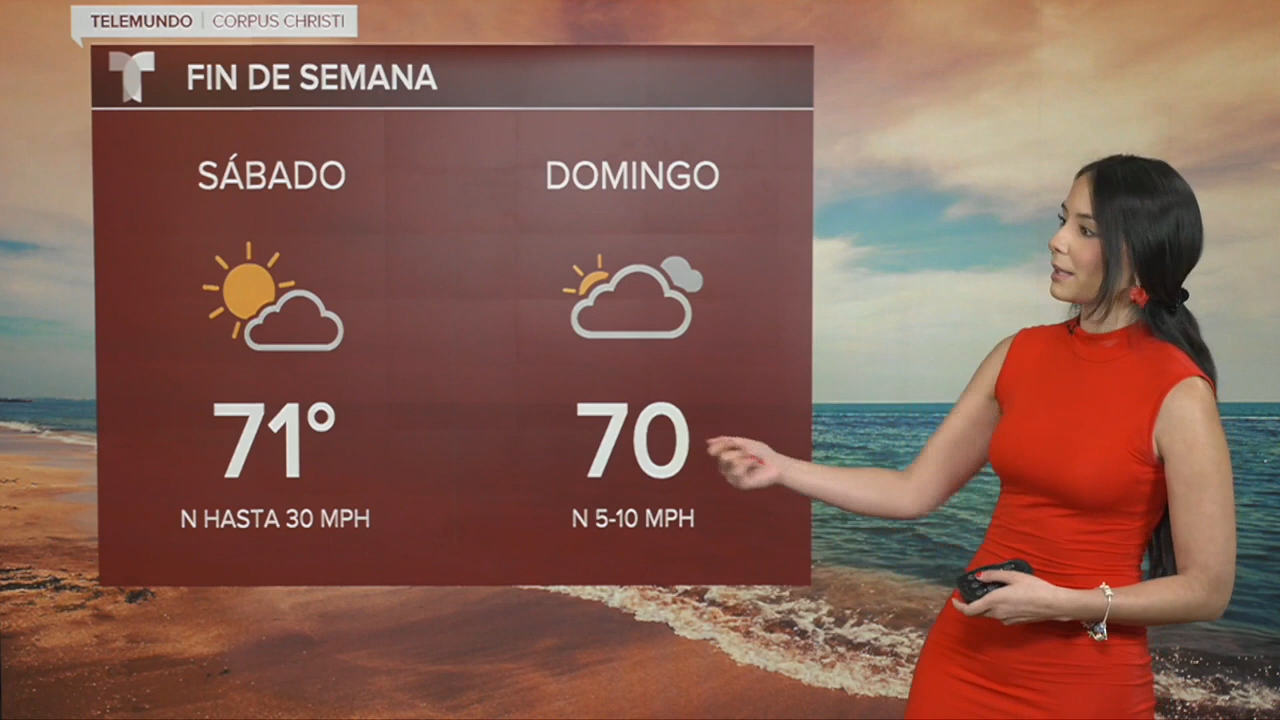 TELEMUNDO | CORPUS CHRISTI
FIN DE SEMANA
SÁBADO
DOMINGO
71°
70
N HASTA 30 MPH
N 5-10 MPH